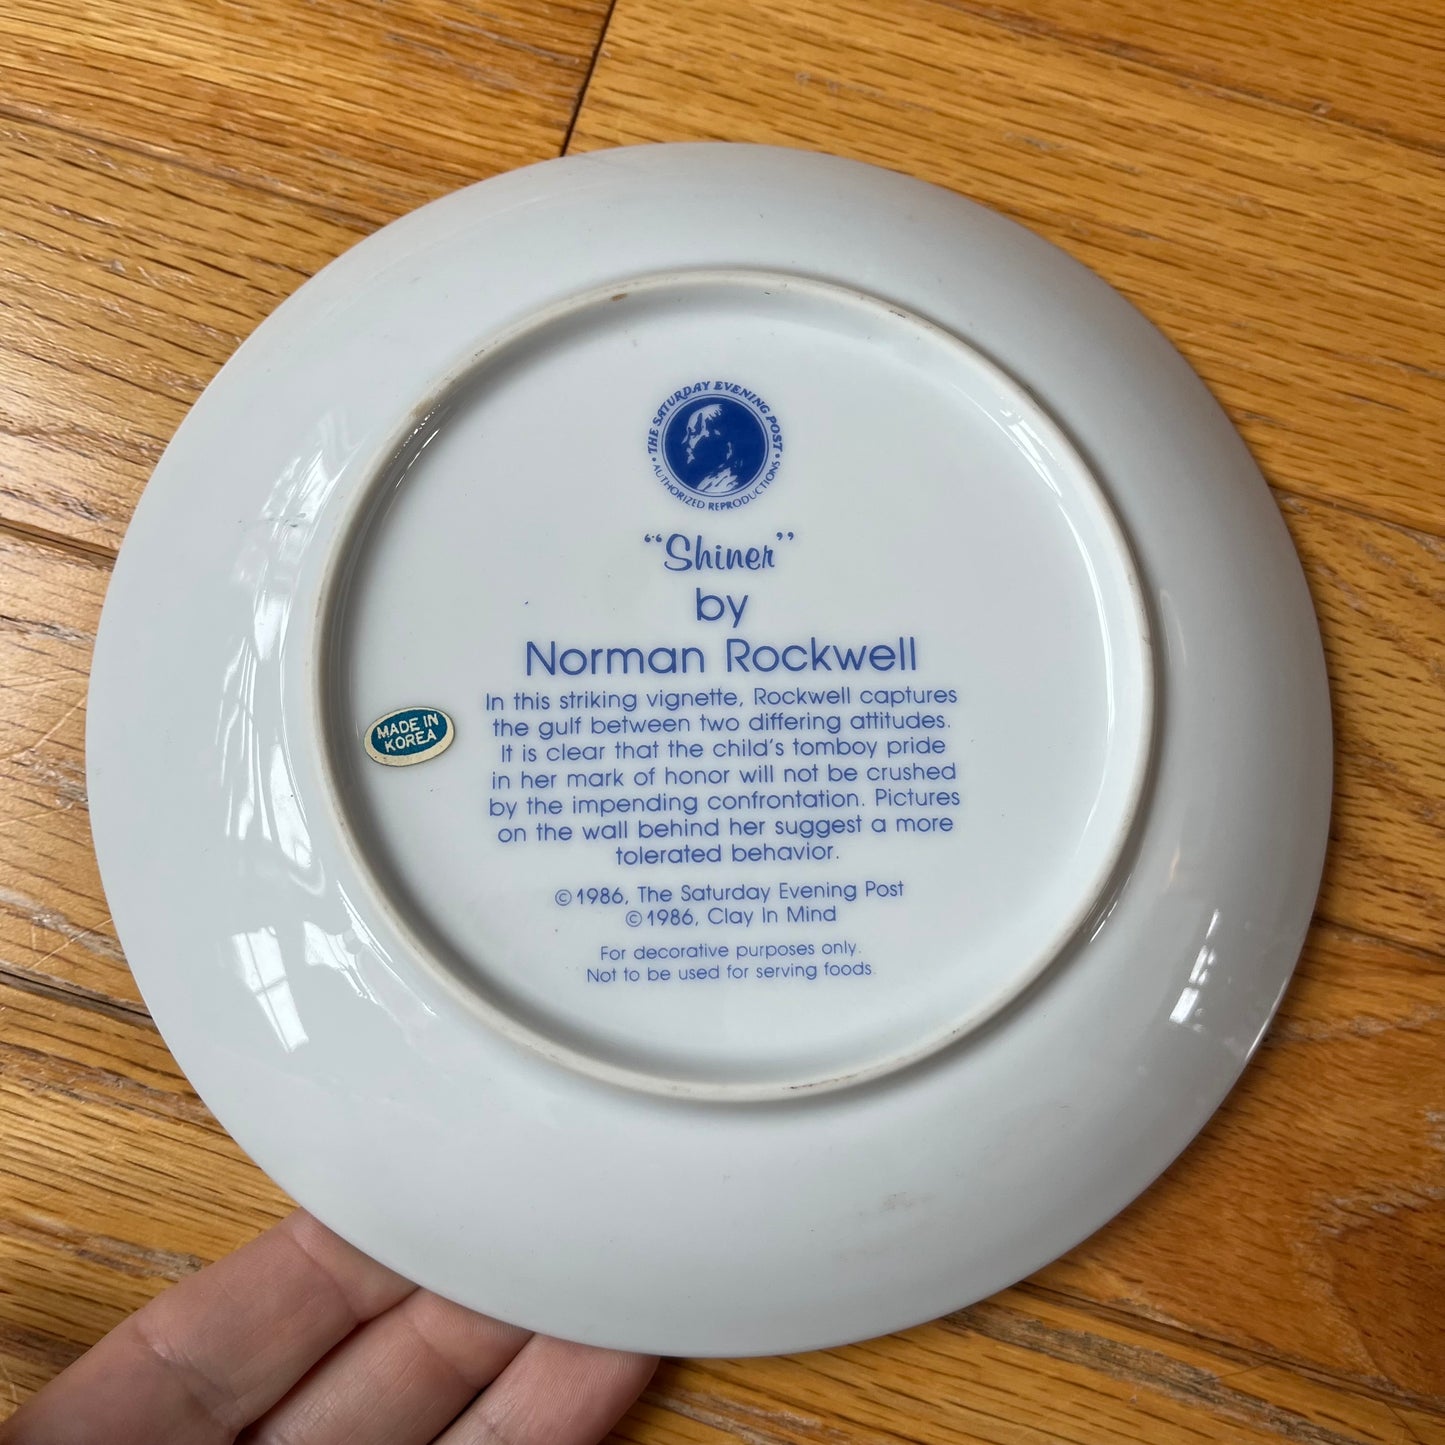 THE SATURDAY EVENING POST
• AUTHORIZED REPRODUCTIONS •
“Shiner”
by
Norman Rockwell
In this striking vignette, Rockwell captures
the gulf between two differing attitudes.
It is clear that the child's tomboy pride
in her mark of honor will not be crushed
by the impending confrontation. Pictures
on the wall behind her suggest a more
tolerated behavior.
©1986, The Saturday Evening Post
©1986, Clay In Mind
For decorative purposes only.
Not to be used for serving foods.
MADE IN
KOREA